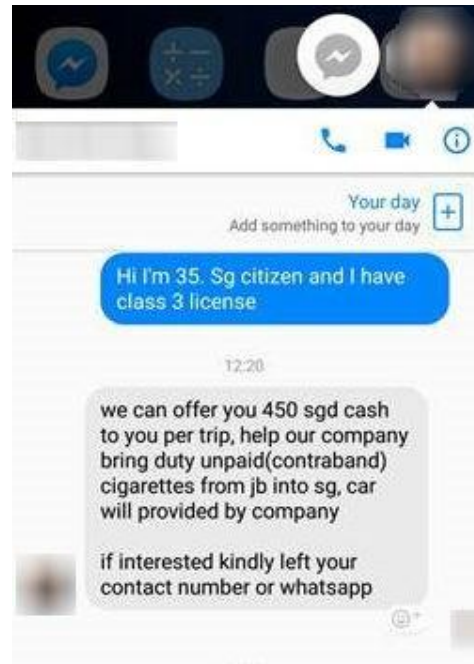 Your day
Add something to your day
Hi I'm 35. Sg citizen and I have
class 3 license
12:20
we can offer you 450 sgd cash
to you per trip, help our company
bring duty unpaid(contraband)
cigarettes from jb into sg, car
will provided by company
if interested kindly left your
contact number or whatsapp